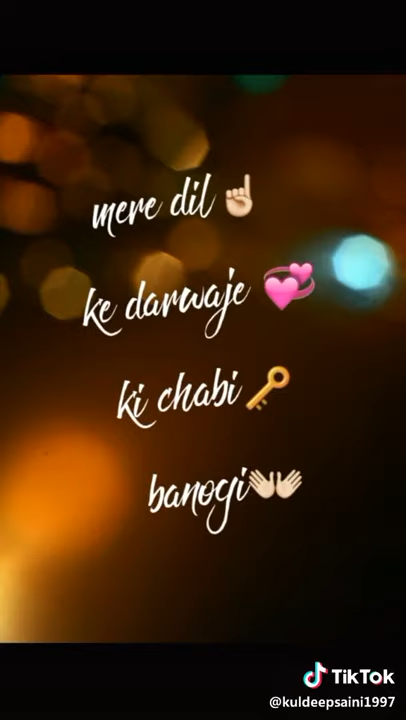 mere dil ☝🏻
ke darwaje 💞
ki chabi 🔑
banogi👐🏻
TikTok
@kuldeepsaini1997